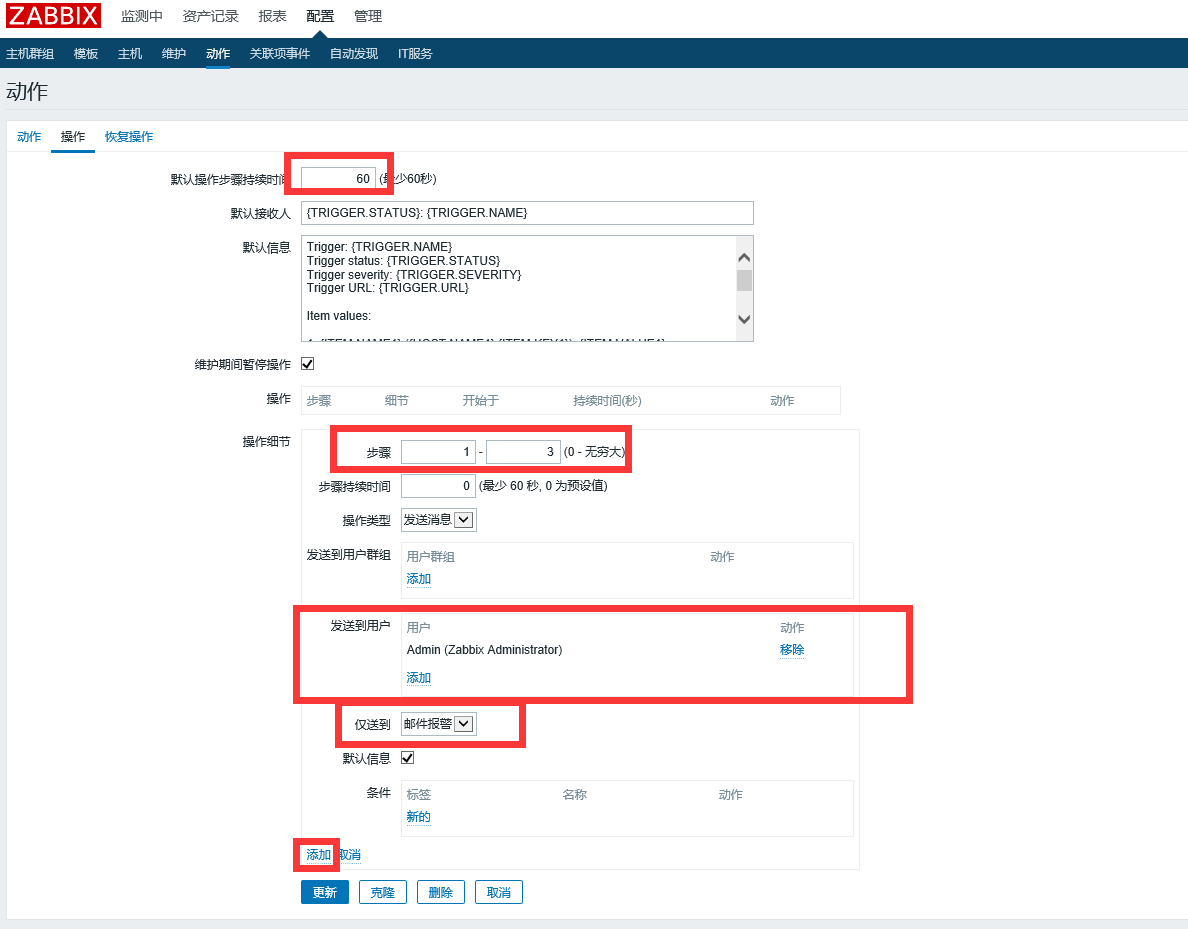 ZABBIX 监测中 资产记录 报表 配置 管理
主机群组 模板 主机 维护 动作 关联项事件 自动发现 IT服务
动作
动作 操作 恢复操作
默认操作步骤持续时间 60 (最少60秒)
默认接收人 {TRIGGER.STATUS}: {TRIGGER.NAME}
默认信息 Trigger: {TRIGGER.NAME}
Trigger status: {TRIGGER.STATUS}
Trigger severity: {TRIGGER.SEVERITY}
Trigger URL: {TRIGGER.URL}
Item values:
维护期间暂停操作
操作 步骤 细节 开始于 持续时间(秒) 动作
操作细节
步骤 1 - 3 (0 - 无穷大)
步骤持续时间 0 (最少 60 秒, 0 为预设值)
操作类型 发送消息
发送到用户群组 用户群组 动作
添加
发送到用户 用户 动作
Admin (Zabbix Administrator) 移除
添加
仅送到 邮件报警
默认信息
条件 标签 名称 动作
新的
添加 取消
更新 克隆 删除 取消